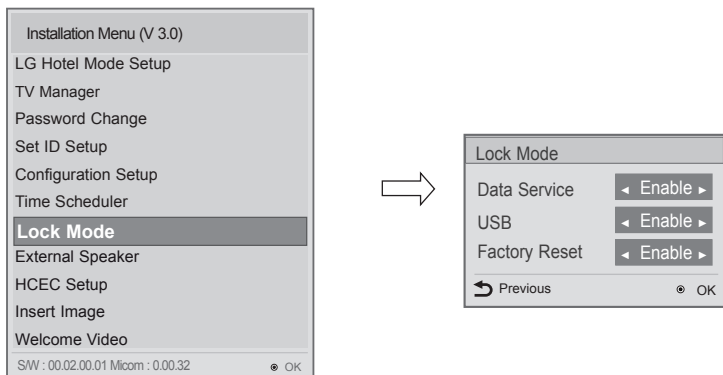 Installation Menu (V 3.0)
LG Hotel Mode Setup
TV Manager
Password Change
Set ID Setup
Configuration Setup
Time Scheduler
Lock Mode
External Speaker
HCEC Setup
Insert Image
Welcome Video
S/W : 00.02.00.01 Micom : 0.00.32 ◉ OK
Lock Mode
Data Service ◂ Enable ▸
USB ◂ Enable ▸
Factory Reset ◂ Enable ▸
⮌ Previous ◉ OK